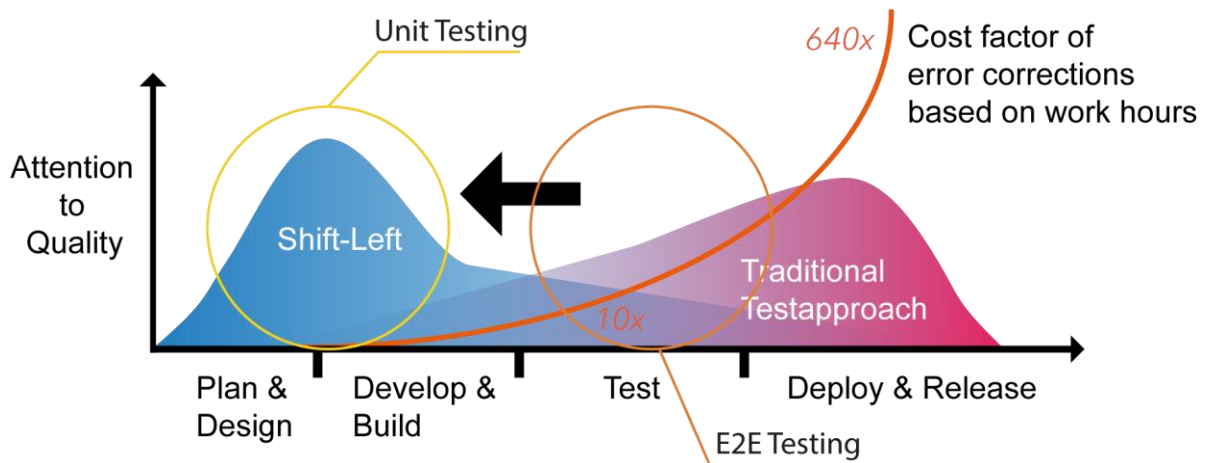 Unit Testing
640x
Cost factor of
error corrections
based on work hours
Attention
to
Quality
Shift-Left
Traditional
Testapproach
10x
Plan &
Design
Develop &
Build
Test
Deploy & Release
E2E Testing